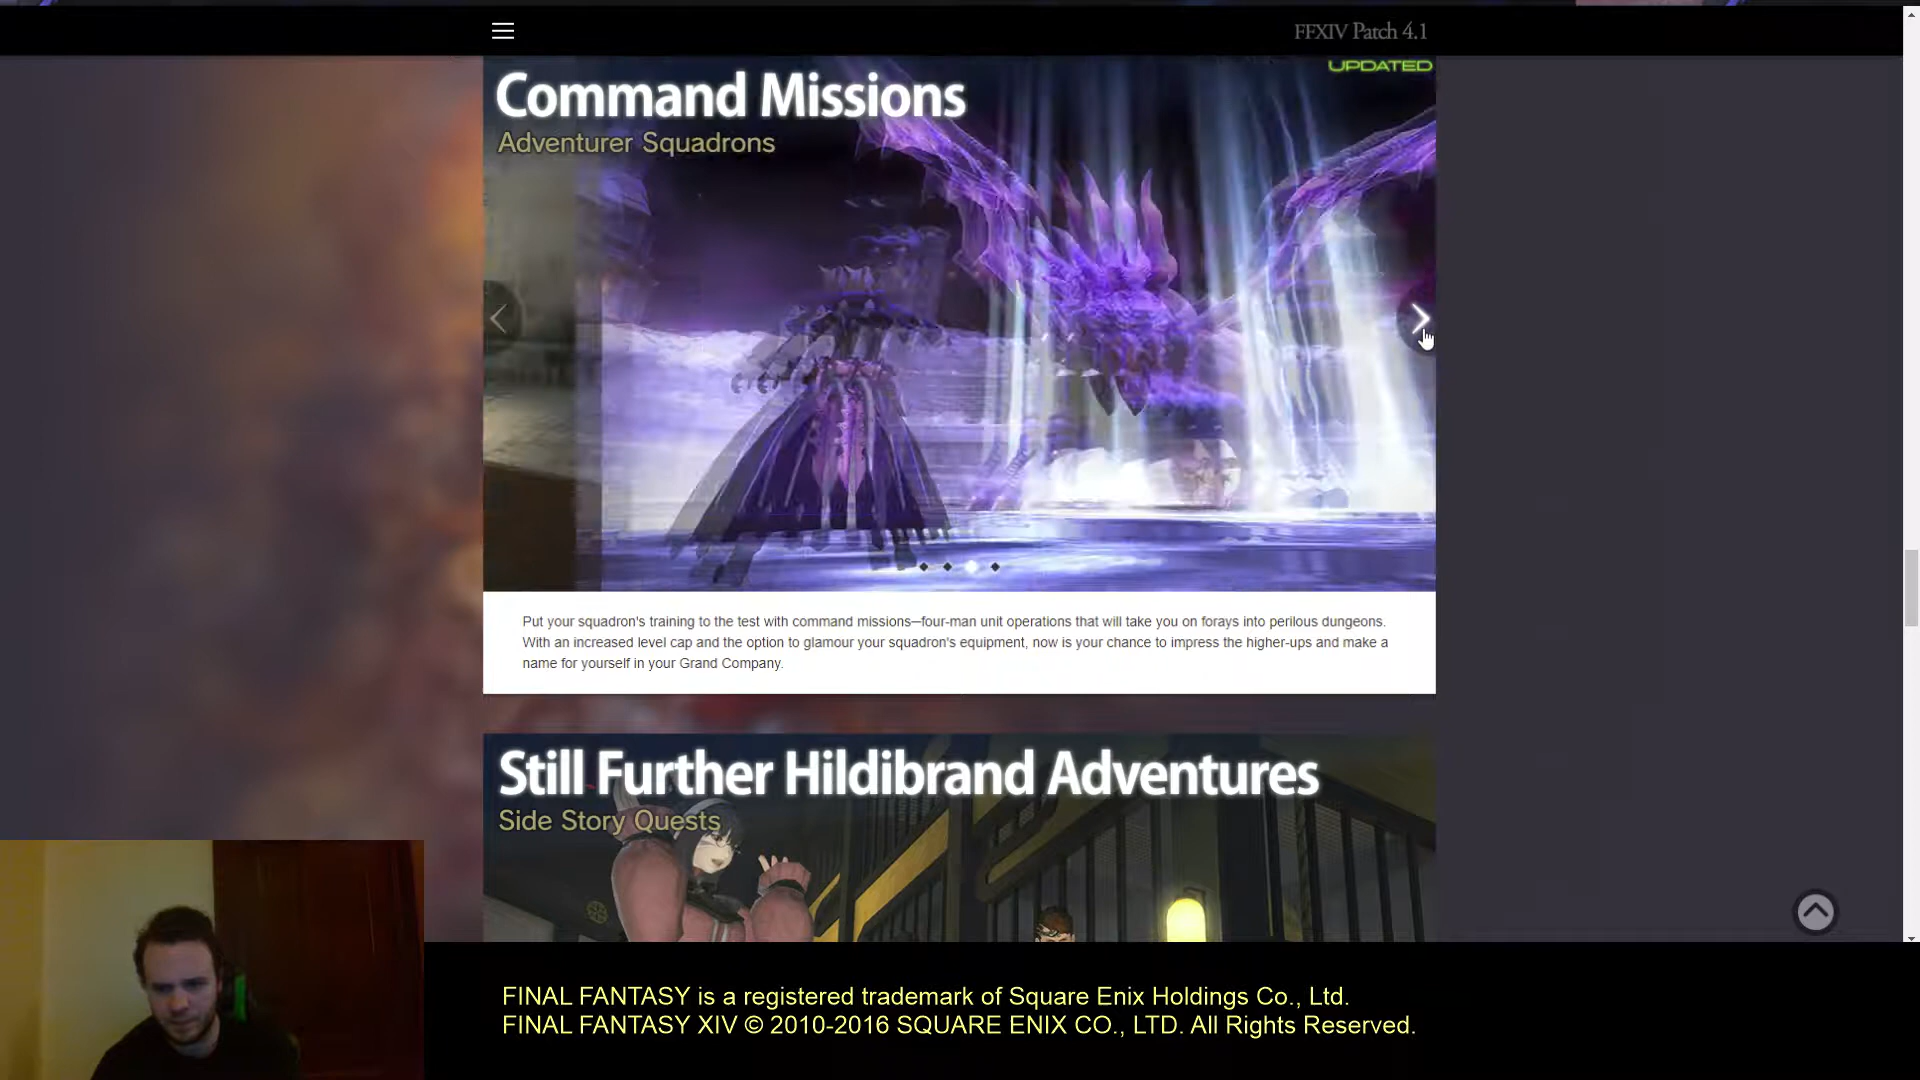 FFXIV Patch 4.1
UPDATED
Command Missions
Adventurer Squadrons
Put your squadron's training to the test with command missions—four-man unit operations that will take you on forays into perilous dungeons.
With an increased level cap and the option to glamour your squadron's equipment, now is your chance to impress the higher-ups and make a
name for yourself in your Grand Company.
Still Further Hildibrand Adventures
Side Story Quests
FINAL FANTASY is a registered trademark of Square Enix Holdings Co., Ltd.
FINAL FANTASY XIV © 2010-2016 SQUARE ENIX CO., LTD. All Rights Reserved.